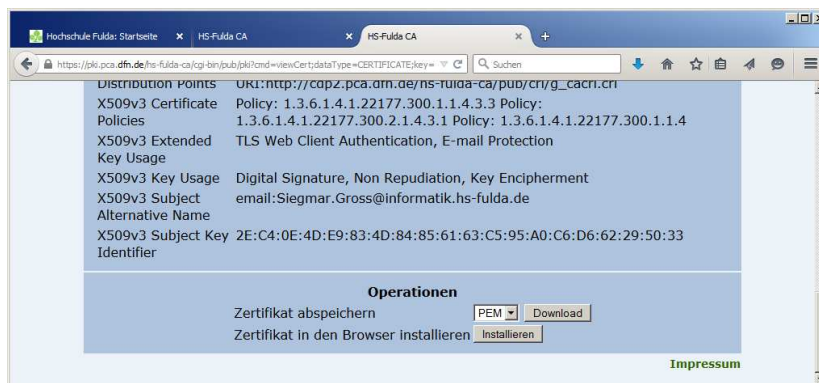 Hochschule Fulda: Startseite
HS-Fulda CA
HS-Fulda CA
https://pki.pca.dfn.de/hs-fulda-ca/cgi-bin/pub/pki?cmd=viewCert;dataType=CERTIFICATE;key=
Suchen
Distribution Points URI:http://cdp2.pca.dfn.de/hs-fulda-ca/pub/crl/g_cacrl.crl
X509v3 Certificate Policy: 1.3.6.1.4.1.22177.300.1.1.4.3.3 Policy:
Policies 1.3.6.1.4.1.22177.300.2.1.4.3.1 Policy: 1.3.6.1.4.1.22177.300.1.1.4
X509v3 Extended TLS Web Client Authentication, E-mail Protection
Key Usage
X509v3 Key Usage Digital Signature, Non Repudiation, Key Encipherment
X509v3 Subject email:Siegmar.Gross@informatik.hs-fulda.de
Alternative Name
X509v3 Subject Key 2E:C4:0E:4D:E9:83:4D:84:85:61:63:C5:95:A0:C6:D6:62:29:50:33
Identifier
Operationen
Zertifikat abspeichern PEM Download
Zertifikat in den Browser installieren Installieren
Impressum